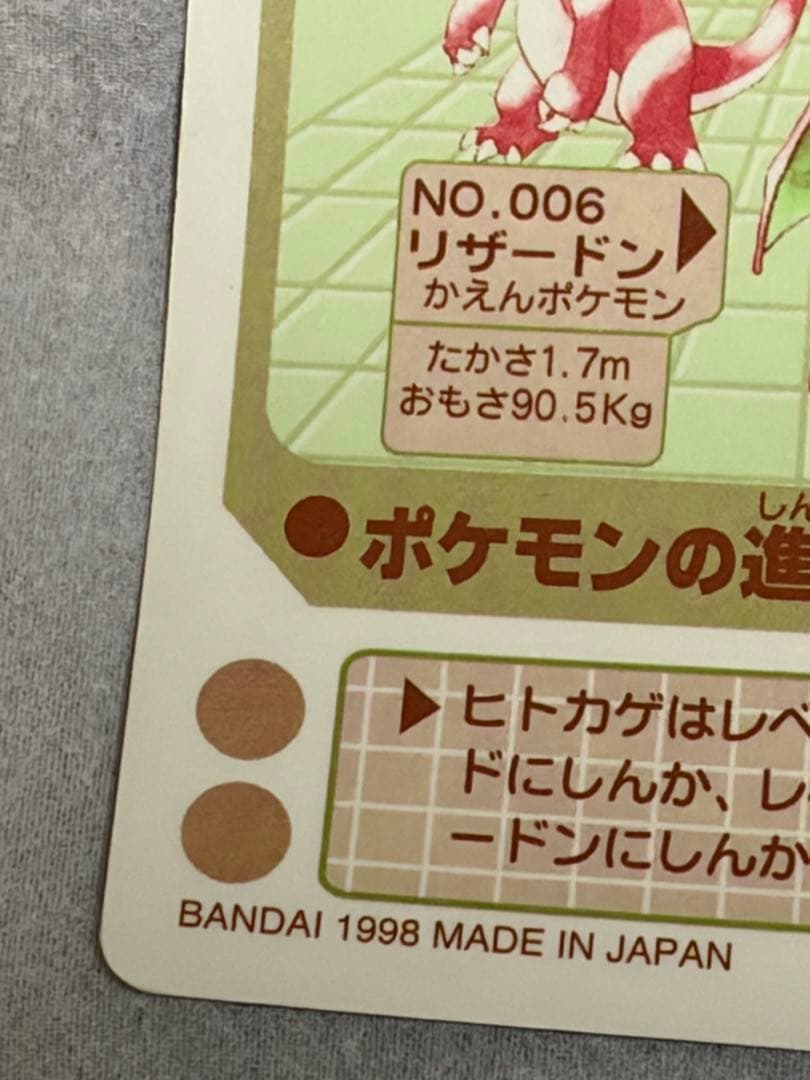 NO.006
リザードン
かえんポケモン
たかさ1.7m
おもさ90.5Kg
しん
●ポケモンの進
▶ヒトカゲはレベ
ドにしんか、レ
ードンにしんか
BANDAI 1998 MADE IN JAPAN